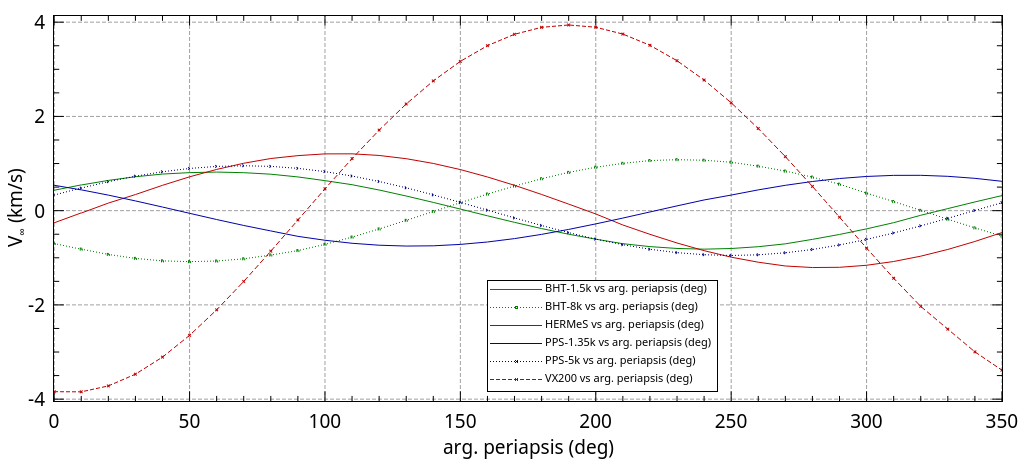 4
2
0
-2
-4
V∞ (km/s)
BHT-1.5k vs arg. periapsis (deg)
BHT-8k vs arg. periapsis (deg)
HERMeS vs arg. periapsis (deg)
PPS-1.35k vs arg. periapsis (deg)
PPS-5k vs arg. periapsis (deg)
VX200 vs arg. periapsis (deg)
0 50 100 150 200 250 300 350
arg. periapsis (deg)